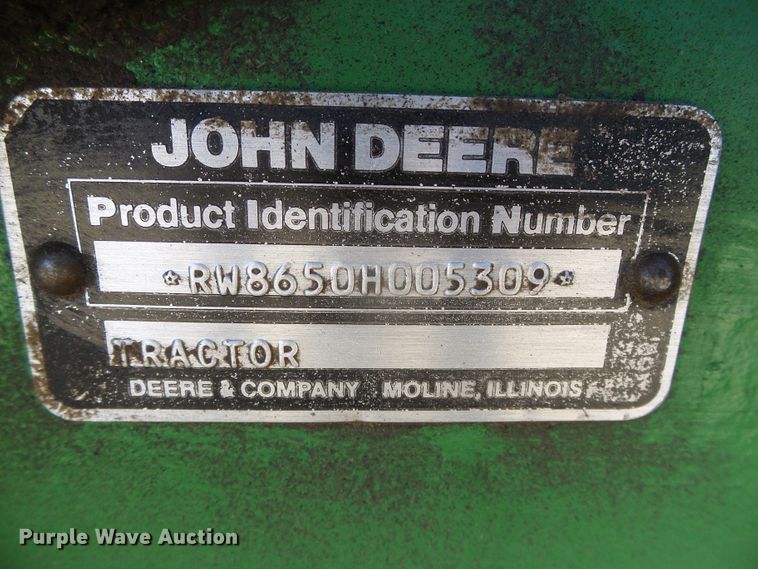 JOHN DEERE
Product Identification Number
*RW8650H005309*
TRACTOR
DEERE & COMPANY MOLINE, ILLINOIS
Purple Wave Auction